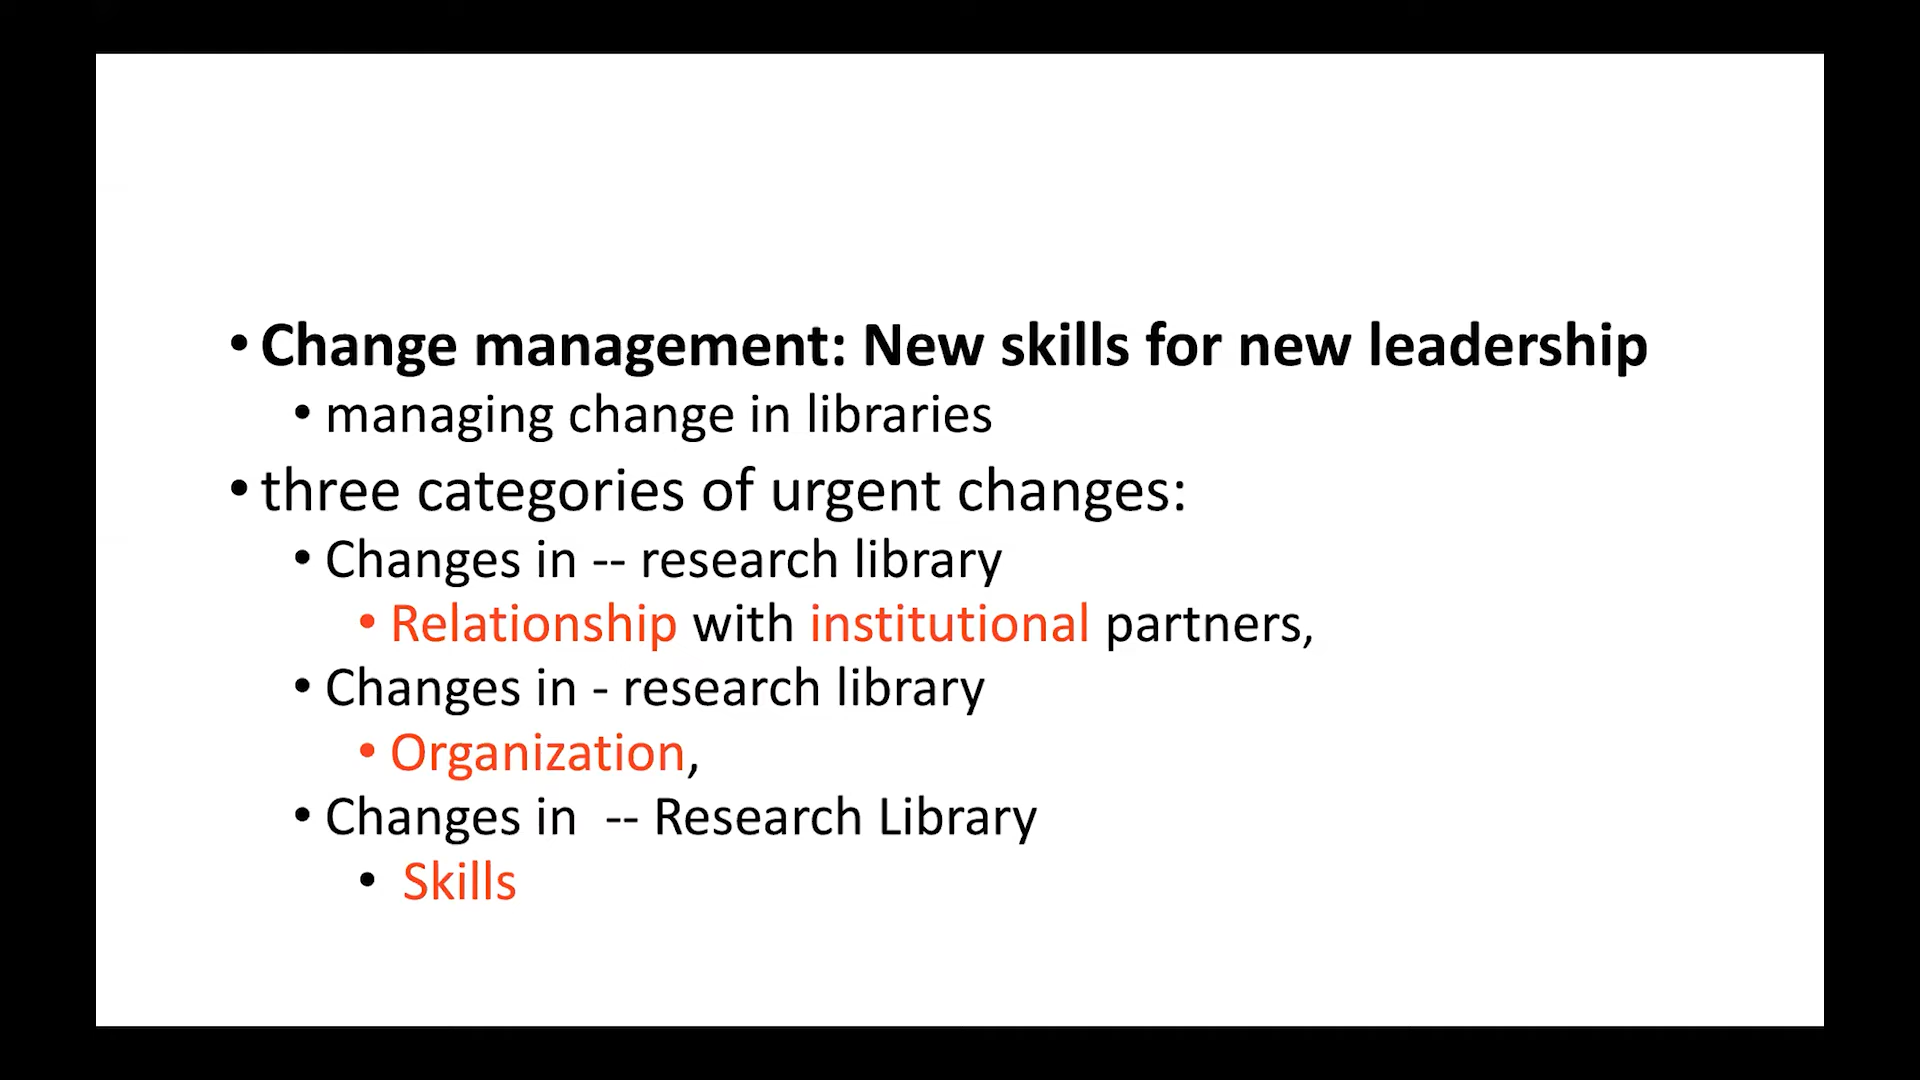 • Change management: New skills for new leadership
• managing change in libraries
• three categories of urgent changes:
• Changes in -- research library
• Relationship with institutional partners,
• Changes in - research library
• Organization,
• Changes in  -- Research Library
• Skills